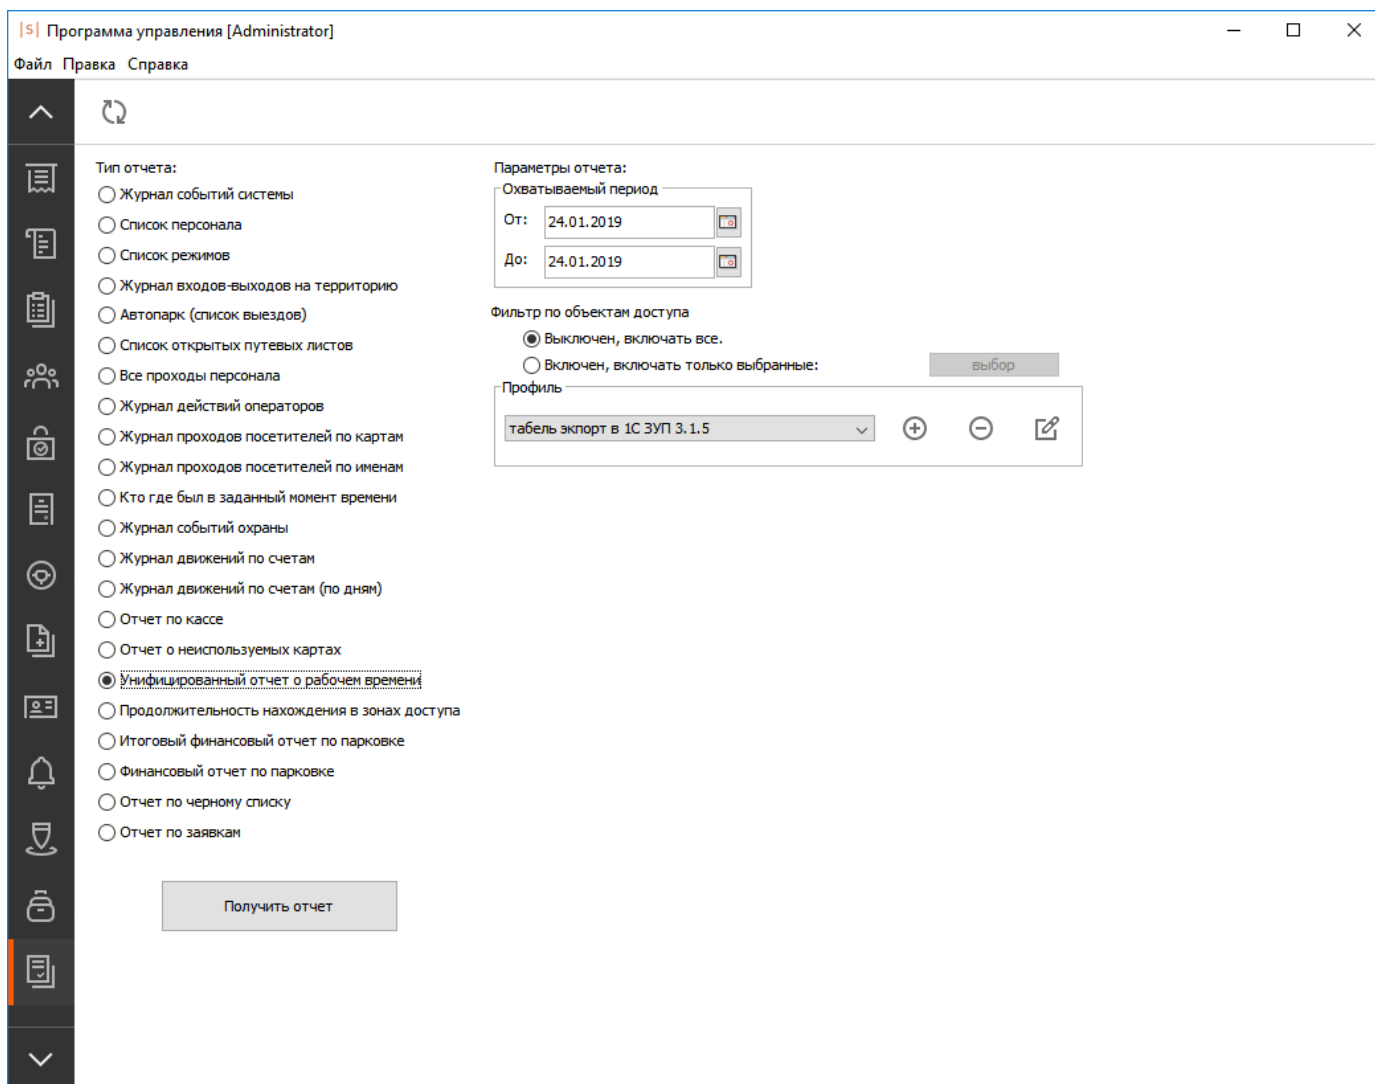 |S| Программа управления [Administrator]
Файл Правка Справка
Тип отчета:
Журнал событий системы
Список персонала
Список режимов
Журнал входов-выходов на территорию
Автопарк (список выездов)
Список открытых путевых листов
Все проходы персонала
Журнал действий операторов
Журнал проходов посетителей по картам
Журнал проходов посетителей по именам
Кто где был в заданный момент времени
Журнал событий охраны
Журнал движений по счетам
Журнал движений по счетам (по дням)
Отчет по кассе
Отчет о неиспользуемых картах
Унифицированный отчет о рабочем времени
Продолжительность нахождения в зонах доступа
Итоговый финансовый отчет по парковке
Финансовый отчет по парковке
Отчет по черному списку
Отчет по заявкам
Получить отчет
Параметры отчета:
Охватываемый период
От: 24.01.2019
До: 24.01.2019
Фильтр по объектам доступа
Выключен, включать все.
Включен, включать только выбранные: выбор
Профиль
табель экпорт в 1С ЗУП 3.1.5